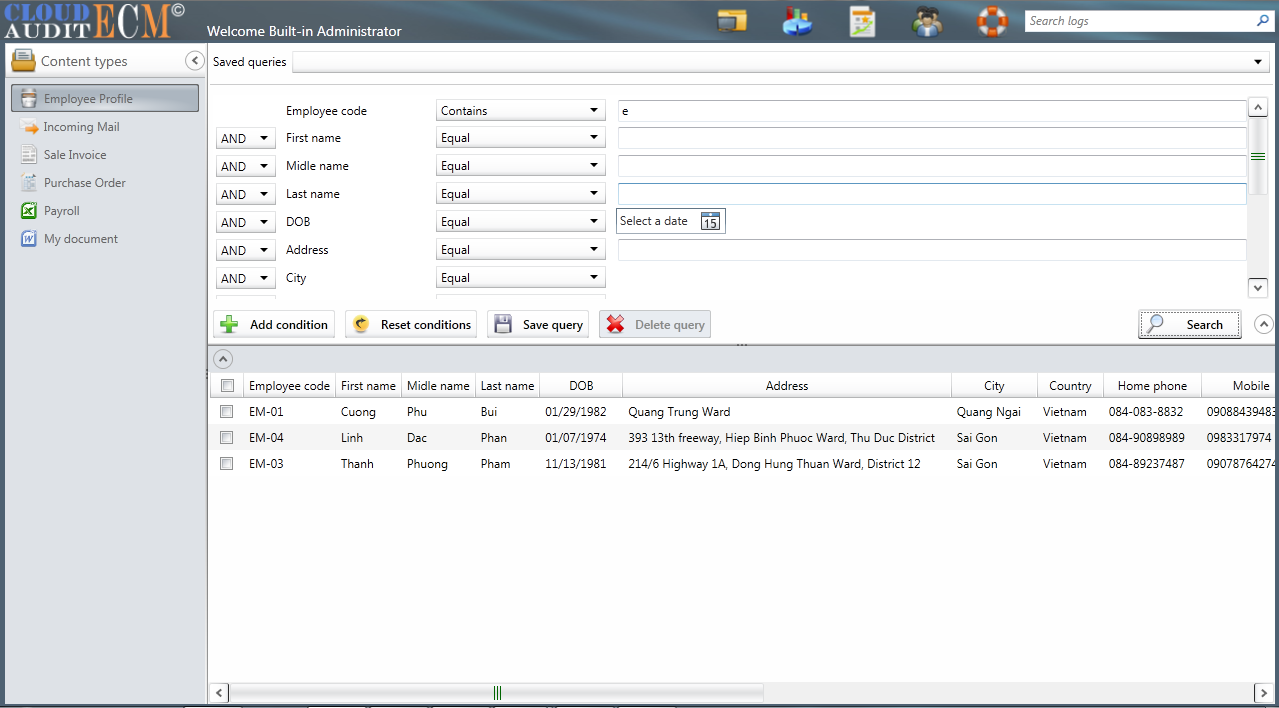 CLOUD AUDIT ECM ©
Welcome Built-in Administrator
Search logs
Content types
Employee Profile
Incoming Mail
Sale Invoice
Purchase Order
Payroll
My document
Saved queries
Employee code Contains e
AND First name Equal
AND Midle name Equal
AND Last name Equal
AND DOB Equal Select a date 15
AND Address Equal
AND City Equal
Add condition Reset conditions Save query Delete query Search
Employee code First name Midle name Last name DOB Address City Country Home phone Mobile
EM-01 Cuong Phu Bui 01/29/1982 Quang Trung Ward Quang Ngai Vietnam 084-083-8832 09088439483
EM-04 Linh Dac Phan 01/07/1974 393 13th freeway, Hiep Binh Phuoc Ward, Thu Duc District Sai Gon Vietnam 084-90898989 0983317974
EM-03 Thanh Phuong Pham 11/13/1981 214/6 Highway 1A, Dong Hung Thuan Ward, District 12 Sai Gon Vietnam 084-89237487 09078764274